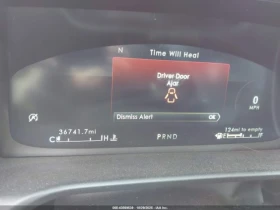 N Time Will Heal
Driver Door
Ajar
Dismiss Alert OK
0
MPH
36741.7mi
PRND
124mi to empty
C H